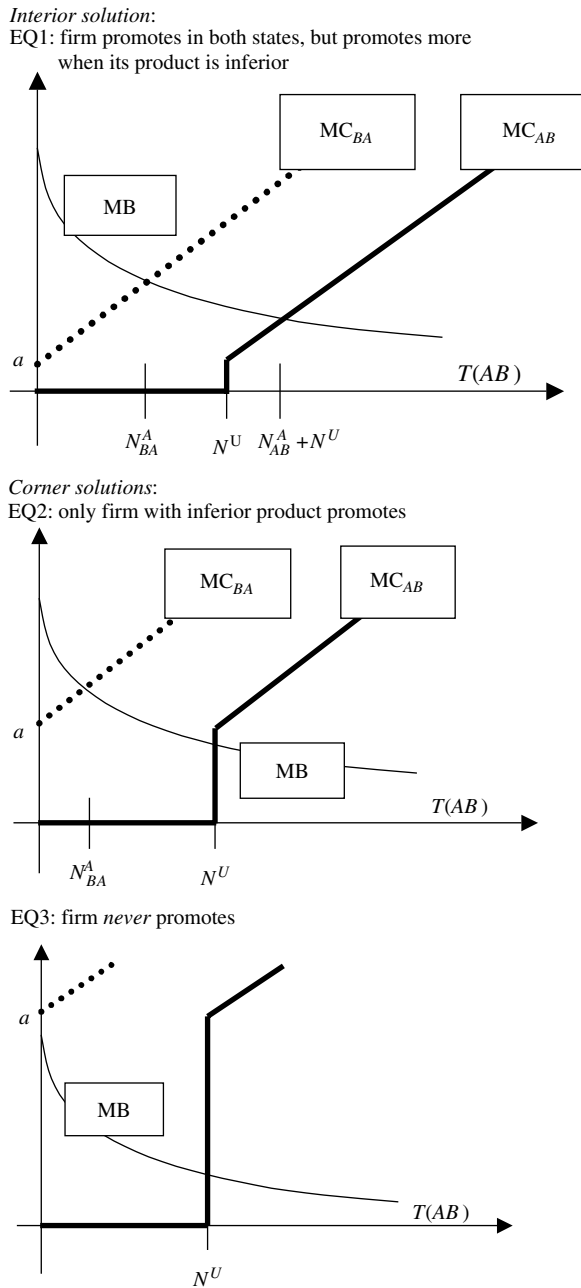 Interior solution:
EQ1: firm promotes in both states, but promotes more
when its product is inferior
MC_BA
MC_AB
MB
a
T(AB)
N^A_BA
N^U
N^A_AB + N^U
Corner solutions:
EQ2: only firm with inferior product promotes
MC_BA
MC_AB
a
MB
T(AB)
N^A_BA
N^U
EQ3: firm never promotes
a
MB
T(AB)
N^U